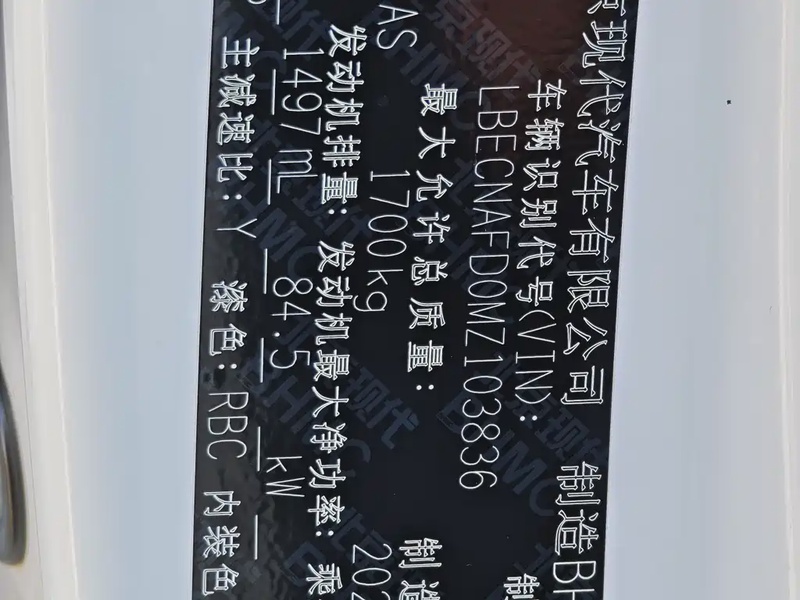 京现代汽车有限公司 制造BH
车辆识别代号(VIN): 制
LBECNAFD0MZ103836
最大允许总质量: 制造
AS 1700kg 202
发动机排量: 发动机最大净功率: 乘
1497mL 84.5 kW
主减速比: Y 漆色: RBC 内装色